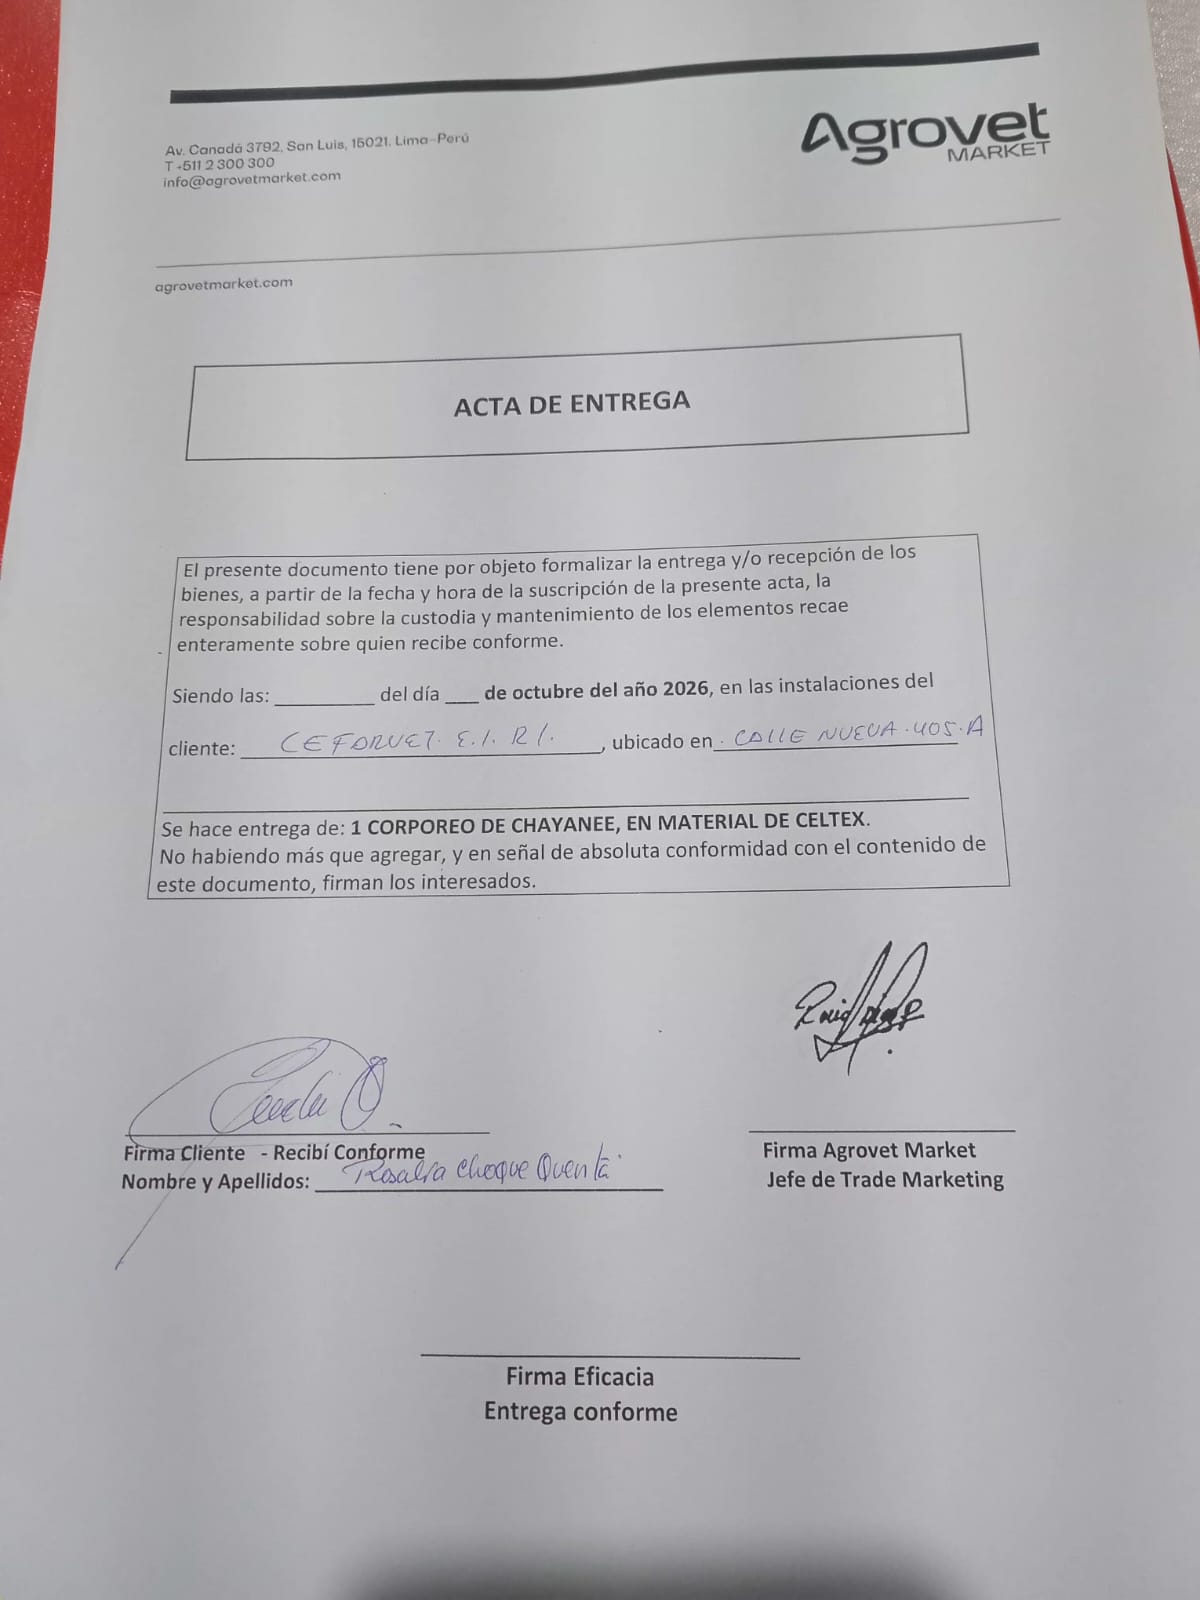 Av. Canadá 3792, San Luis, 15021. Lima-Perú
T +511 2 300 300
info@agrovetmarket.com
Agrovet
MARKET
agrovetmarket.com
ACTA DE ENTREGA
El presente documento tiene por objeto formalizar la entrega y/o recepción de los
bienes, a partir de la fecha y hora de la suscripción de la presente acta, la
responsabilidad sobre la custodia y mantenimiento de los elementos recae
enteramente sobre quien recibe conforme.
Siendo las: _________ del día ___ de octubre del año 2026, en las instalaciones del
cliente: CEFORVET. E.I.R.L., ubicado en CALLE NUEVA.405.A
Se hace entrega de: 1 CORPOREO DE CHAYANEE, EN MATERIAL DE CELTEX.
No habiendo más que agregar, y en señal de absoluta conformidad con el contenido de
este documento, firman los interesados.
Firma Cliente - Recibí Conforme
Nombre y Apellidos: Rosalia Choque Quenta
Firma Agrovet Market
Jefe de Trade Marketing
Firma Eficacia
Entrega conforme